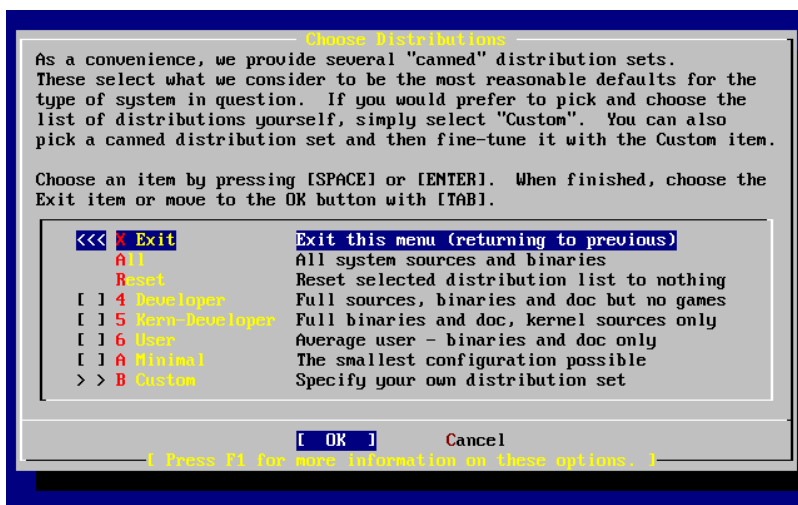 Choose Distributions
As a convenience, we provide several "canned" distribution sets.
These select what we consider to be the most reasonable defaults for the
type of system in question.  If you would prefer to pick and choose the
list of distributions yourself, simply select "Custom".  You can also
pick a canned distribution set and then fine-tune it with the Custom item.
Choose an item by pressing [SPACE] or [ENTER].  When finished, choose the
Exit item or move to the OK button with [TAB].
<<< X Exit Exit this menu (returning to previous)
All All system sources and binaries
Reset Reset selected distribution list to nothing
[ ] 4 Developer Full sources, binaries and doc but no games
[ ] 5 Kern-Developer Full binaries and doc, kernel sources only
[ ] 6 User Average user - binaries and doc only
[ ] A Minimal The smallest configuration possible
> > B Custom Specify your own distribution set
[ OK ] Cancel
[ Press F1 for more information on these options. ]